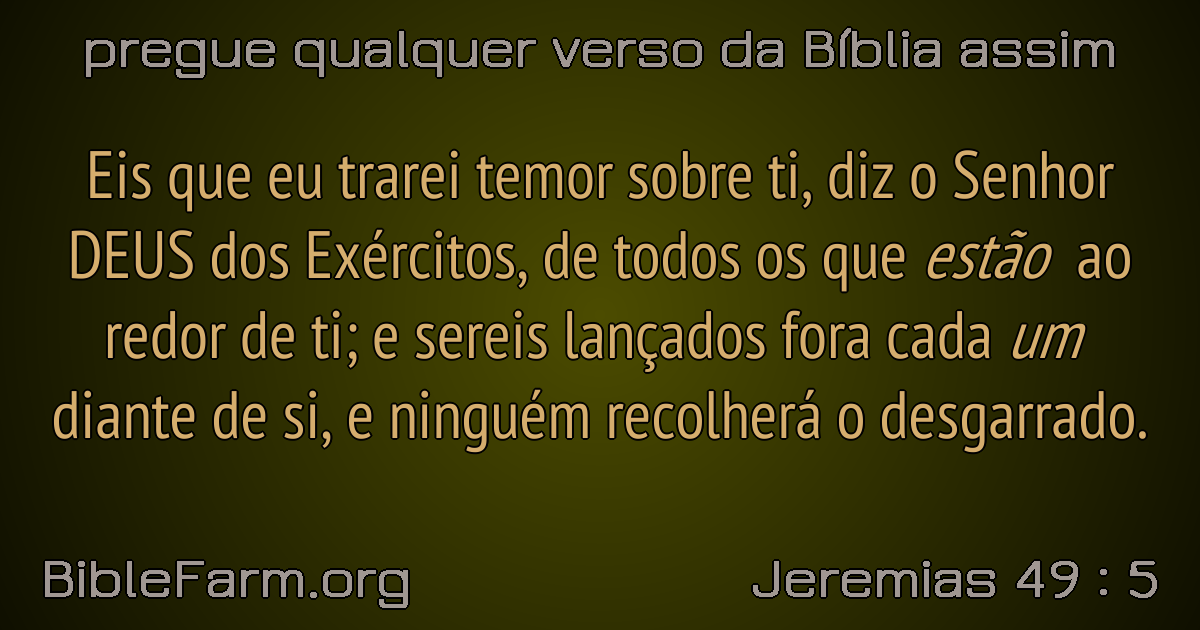 pregue qualquer verso da Bíblia assim
Eis que eu trarei temor sobre ti, diz o Senhor
DEUS dos Exércitos, de todos os que estão ao
redor de ti; e sereis lançados fora cada um
diante de si, e ninguém recolherá o desgarrado.
BibleFarm.org
Jeremias 49 : 5